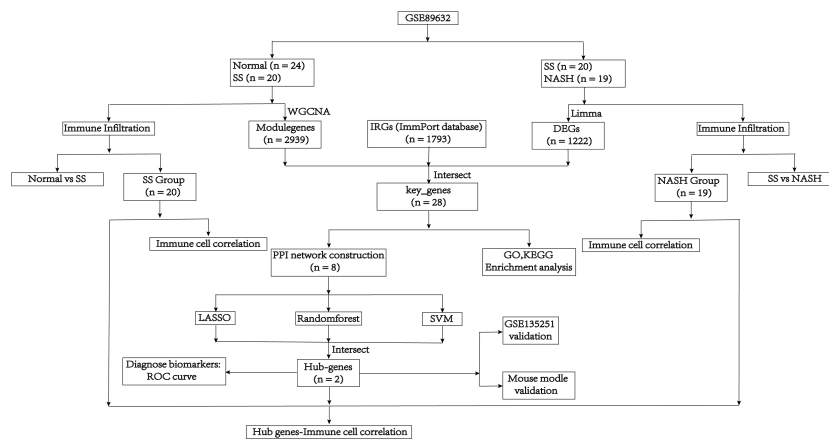 GSE89632
Normal (n = 24)
SS (n = 20)
SS (n = 20)
NASH (n = 19)
WGCNA
Limma
Immune Infiltration
Modulegenes
(n = 2939)
IRGs (ImmPort database)
(n = 1793)
DEGs
(n = 1222)
Immune Infiltration
Normal vs SS
SS Group
(n = 20)
Intersect
key_genes
(n = 28)
NASH Group
(n = 19)
SS vs NASH
Immune cell correlation
PPI network construction
(n = 8)
GO,KEGG
Enrichment analysis
Immune cell correlation
LASSO
Randomforest
SVM
GSE135251
validation
Intersect
Diagnose biomarkers:
ROC curve
Hub-genes
(n = 2)
Mouse modle
validation
Hub genes-Immune cell correlation